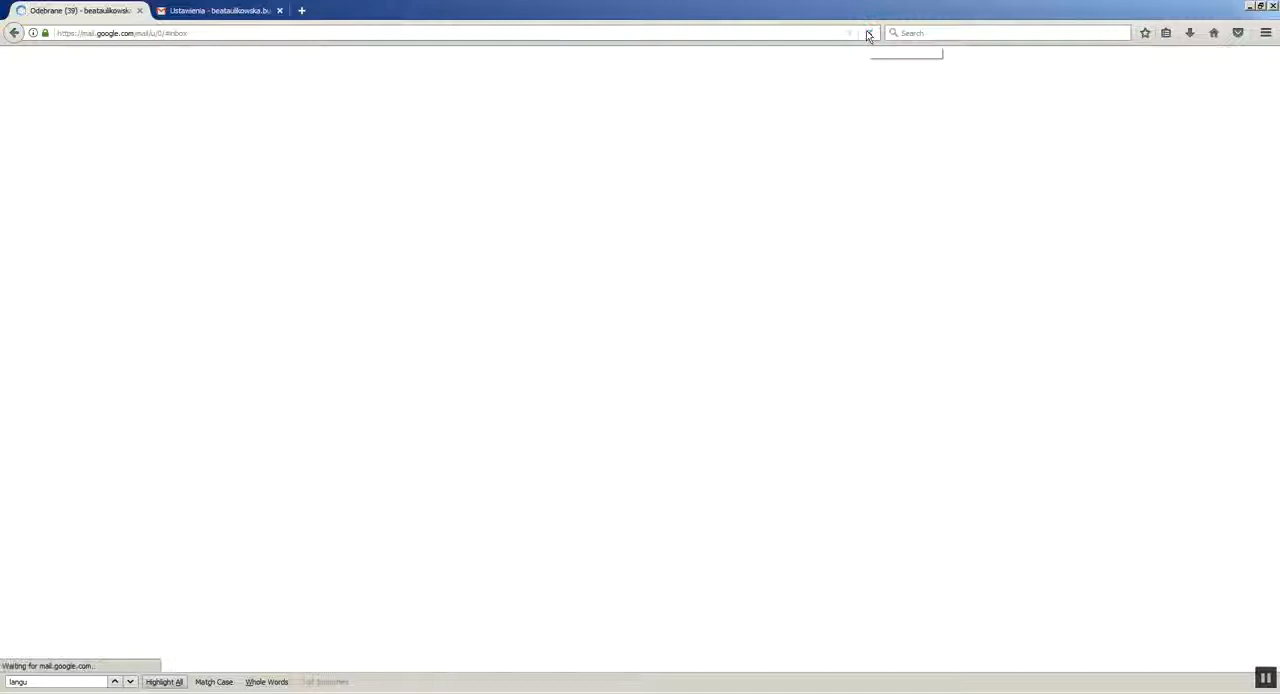 Odebrane (39) - beataulikowsk
Ustawienia - beataulikowska.bu
https://mail.google.com/mail/u/0/#inbox
Search
Waiting for mail.google.com...
langu
Highlight All Match Case Whole Words